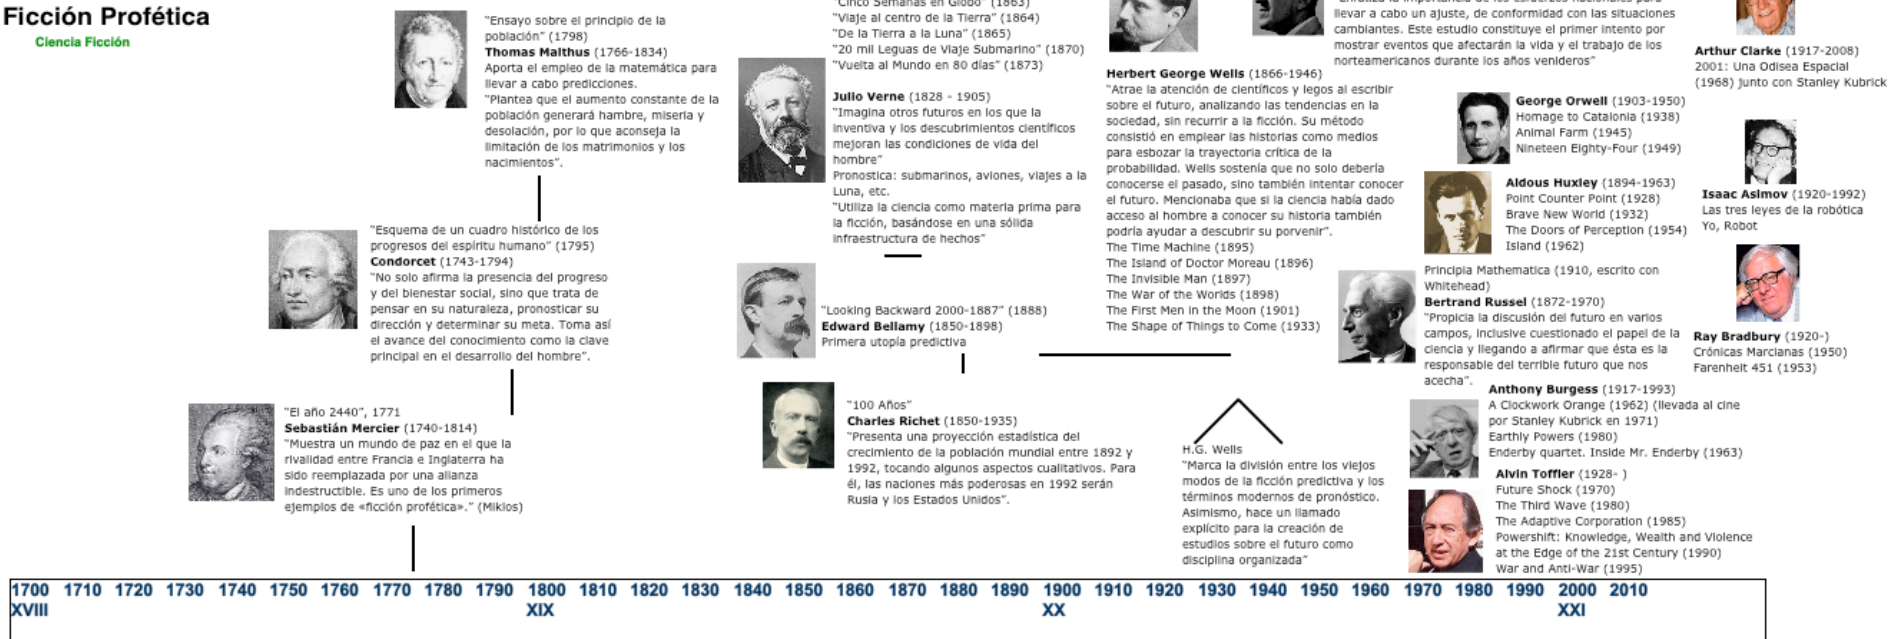 Ficción Profética
Ciencia Ficción
"Ensayo sobre el principio de la
población" (1798)
Thomas Malthus (1766-1834)
Aporta el empleo de la matemática para
llevar a cabo predicciones.
"Plantea que el aumento constante de la
población generará hambre, miseria y
desolación, por lo que aconseja la
limitación de los matrimonios y los
nacimientos".
"Esquema de un cuadro histórico de los
progresos del espíritu humano" (1795)
Condorcet (1743-1794)
"No solo afirma la presencia del progreso
y del bienestar social, sino que trata de
pensar en su naturaleza, pronosticar su
dirección y determinar su meta. Toma así
el avance del conocimiento como la clave
principal en el desarrollo del hombre".
"El año 2440", 1771
Sebastián Mercier (1740-1814)
"Muestra un mundo de paz en el que la
rivalidad entre Francia e Inglaterra ha
sido reemplazada por una alianza
indestructible. Es uno de los primeros
ejemplos de «ficción profética»." (Miklos)
"Cinco Semanas en Globo" (1863)
"Viaje al centro de la Tierra" (1864)
"De la Tierra a la Luna" (1865)
"20 mil Leguas de Viaje Submarino" (1870)
"Vuelta al Mundo en 80 días" (1873)
Julio Verne (1828 - 1905)
"Imagina otros futuros en los que la
inventiva y los descubrimientos científicos
mejoran las condiciones de vida del
hombre"
Pronostica: submarinos, aviones, viajes a la
Luna, etc.
"Utiliza la ciencia como materia prima para
la ficción, basándose en una sólida
infraestructura de hechos"
"Looking Backward 2000-1887" (1888)
Edward Bellamy (1850-1898)
Primera utopía predictiva
"100 Años"
Charles Richet (1850-1935)
"Presenta una proyección estadística del
crecimiento de la población mundial entre 1892 y
1992, tocando algunos aspectos cualitativos. Para
él, las naciones más poderosas en 1992 serán
Rusia y los Estados Unidos".
Herbert George Wells (1866-1946)
"Atrae la atención de científicos y legos al escribir
sobre el futuro, analizando las tendencias en la
sociedad, sin recurrir a la ficción. Su método
consistió en emplear las historias como medios
para esbozar la trayectoria crítica de la
probabilidad. Wells sostenía que no solo debería
conocerse el pasado, sino también intentar conocer
el futuro. Mencionaba que si la ciencia había dado
acceso al hombre a conocer su historia también
podría ayudar a descubrir su porvenir".
The Time Machine (1895)
The Island of Doctor Moreau (1896)
The Invisible Man (1897)
The War of the Worlds (1898)
The First Men in the Moon (1901)
The Shape of Things to Come (1933)
H.G. Wells
"Marca la división entre los viejos
modos de la ficción predictiva y los
términos modernos de pronóstico.
Asimismo, hace un llamado
explícito para la creación de
estudios sobre el futuro como
disciplina organizada"
"Enfatiza la importancia de los esfuerzos nacionales para
llevar a cabo un ajuste, de conformidad con las situaciones
cambiantes. Este estudio constituye el primer intento por
mostrar eventos que afectarán la vida y el trabajo de los
norteamericanos durante los años venideros"
George Orwell (1903-1950)
Homage to Catalonia (1938)
Animal Farm (1945)
Nineteen Eighty-Four (1949)
Aldous Huxley (1894-1963)
Point Counter Point (1928)
Brave New World (1932)
The Doors of Perception (1954)
Island (1962)
Principia Mathematica (1910, escrito con
Whitehead)
Bertrand Russel (1872-1970)
"Propicia la discusión del futuro en varios
campos, inclusive cuestionado el papel de la
ciencia y llegando a afirmar que ésta es la
responsable del terrible futuro que nos
acecha".
Anthony Burgess (1917-1993)
A Clockwork Orange (1962) (llevada al cine
por Stanley Kubrick en 1971)
Earthly Powers (1980)
Enderby quartet. Inside Mr. Enderby (1963)
Alvin Toffler (1928- )
Future Shock (1970)
The Third Wave (1980)
The Adaptive Corporation (1985)
Powershift: Knowledge, Wealth and Violence
at the Edge of the 21st Century (1990)
War and Anti-War (1995)
Arthur Clarke (1917-2008)
2001: Una Odisea Espacial
(1968) junto con Stanley Kubrick
Isaac Asimov (1920-1992)
Las tres leyes de la robótica
Yo, Robot
Ray Bradbury (1920-)
Crónicas Marcianas (1950)
Farenheit 451 (1953)
1700 1710 1720 1730 1740 1750 1760 1770 1780 1790 1800 1810 1820 1830 1840 1850 1860 1870 1880 1890 1900 1910 1920 1930 1940 1950 1960 1970 1980 1990 2000 2010
XVIII XIX XX XXI